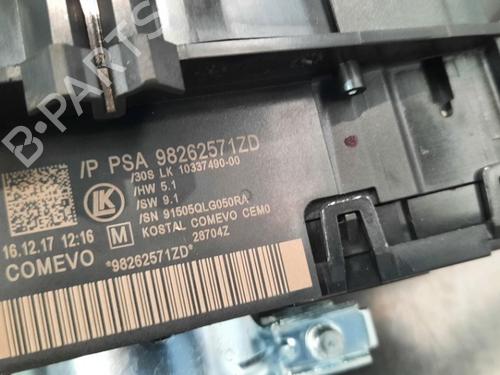 B-PARTS
/P PSA 98262571ZD
/30S LK 10337490-00
/HW 5.1
/SW 9.1
/SN 91505QLG050RA
LK
M
KOSTAL COMEVO CEM0
28704Z
16.12.17 12:16
COMEVO
*98262571ZD*